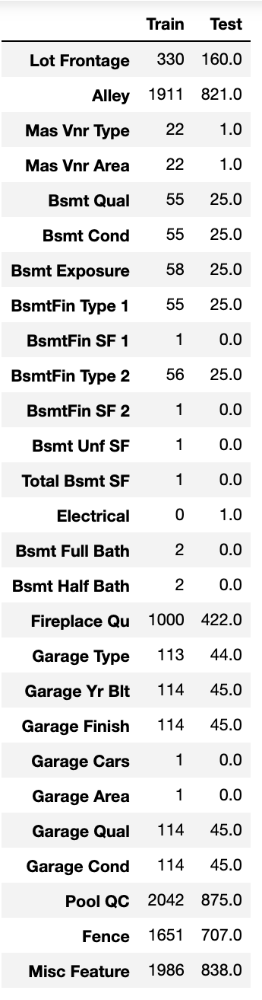 Train Test
Lot Frontage 330 160.0
Alley 1911 821.0
Mas Vnr Type 22 1.0
Mas Vnr Area 22 1.0
Bsmt Qual 55 25.0
Bsmt Cond 55 25.0
Bsmt Exposure 58 25.0
BsmtFin Type 1 55 25.0
BsmtFin SF 1 1 0.0
BsmtFin Type 2 56 25.0
BsmtFin SF 2 1 0.0
Bsmt Unf SF 1 0.0
Total Bsmt SF 1 0.0
Electrical 0 1.0
Bsmt Full Bath 2 0.0
Bsmt Half Bath 2 0.0
Fireplace Qu 1000 422.0
Garage Type 113 44.0
Garage Yr Blt 114 45.0
Garage Finish 114 45.0
Garage Cars 1 0.0
Garage Area 1 0.0
Garage Qual 114 45.0
Garage Cond 114 45.0
Pool QC 2042 875.0
Fence 1651 707.0
Misc Feature 1986 838.0